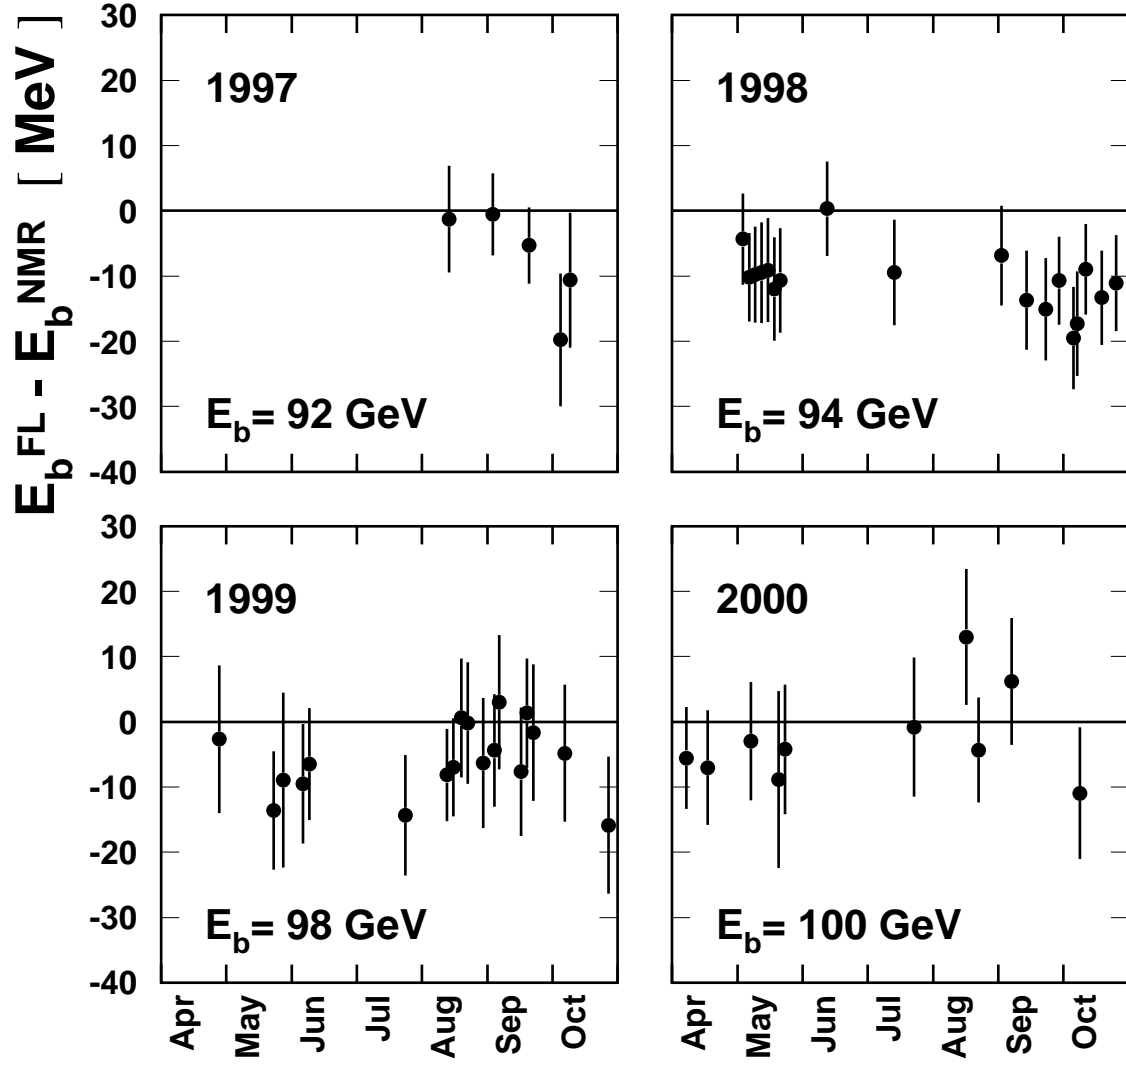 E_b^FL - E_b^NMR [ MeV ]
30
20
10
0
-10
-20
-30
-40
1997
E_b= 92 GeV
1998
E_b= 94 GeV
30
20
10
0
-10
-20
-30
-40
1999
E_b= 98 GeV
2000
E_b= 100 GeV
Apr May Jun Jul Aug Sep Oct
Apr May Jun Jul Aug Sep Oct